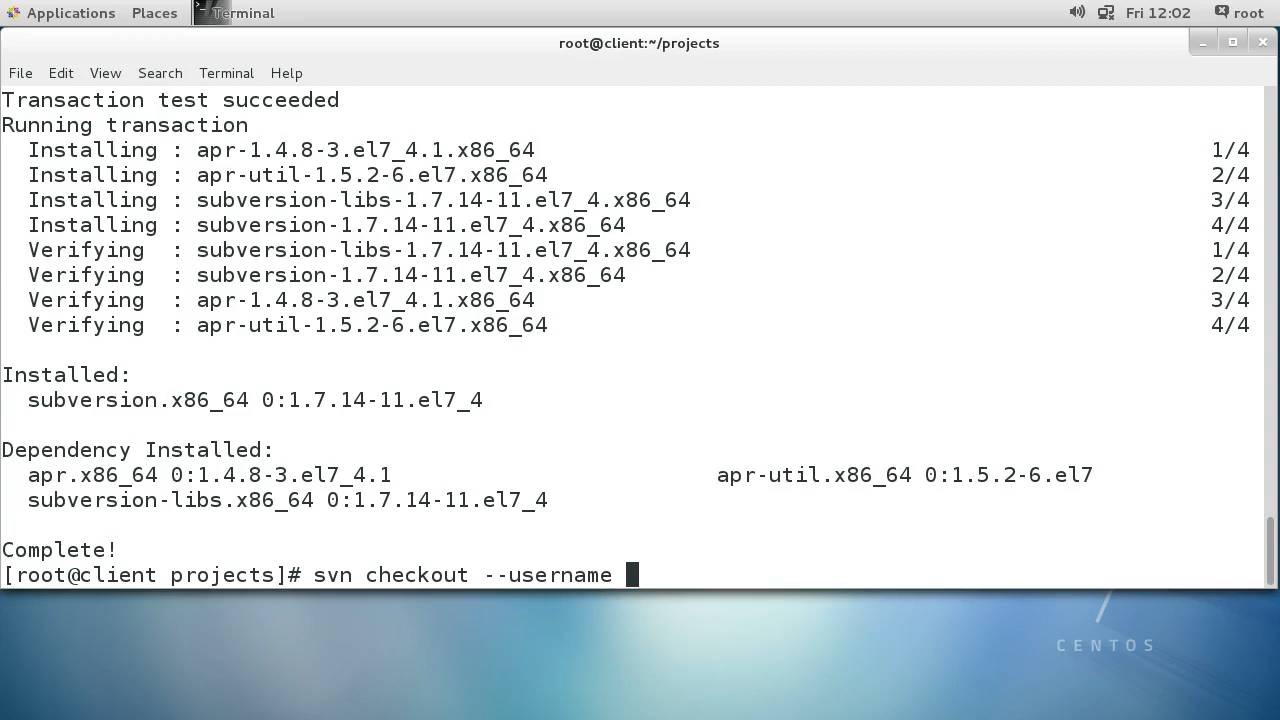 Applications Places Terminal Fri 12:02 root
root@client:~/projects
File Edit View Search Terminal Help
Transaction test succeeded
Running transaction
Installing : apr-1.4.8-3.el7_4.1.x86_64 1/4
Installing : apr-util-1.5.2-6.el7.x86_64 2/4
Installing : subversion-libs-1.7.14-11.el7_4.x86_64 3/4
Installing : subversion-1.7.14-11.el7_4.x86_64 4/4
Verifying : subversion-libs-1.7.14-11.el7_4.x86_64 1/4
Verifying : subversion-1.7.14-11.el7_4.x86_64 2/4
Verifying : apr-1.4.8-3.el7_4.1.x86_64 3/4
Verifying : apr-util-1.5.2-6.el7.x86_64 4/4
Installed:
subversion.x86_64 0:1.7.14-11.el7_4
Dependency Installed:
apr.x86_64 0:1.4.8-3.el7_4.1 apr-util.x86_64 0:1.5.2-6.el7
subversion-libs.x86_64 0:1.7.14-11.el7_4
Complete!
[root@client projects]# svn checkout --username
CENTOS